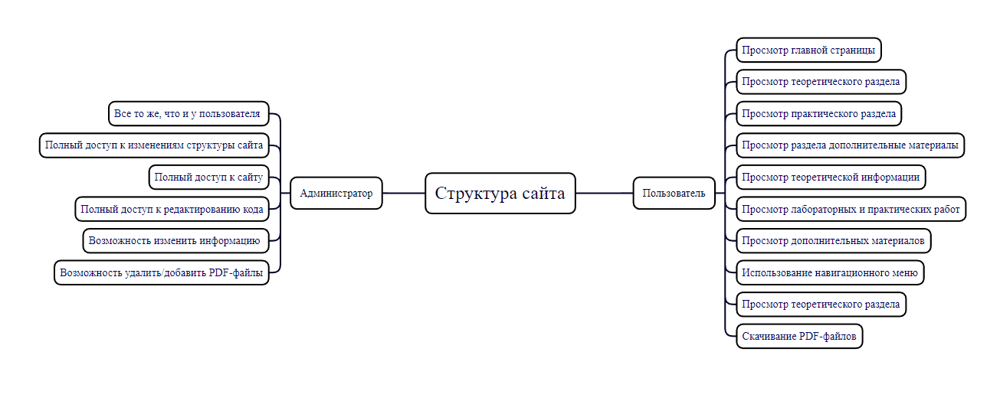 Структура сайта
Администратор
Все то же, что и у пользователя
Полный доступ к изменениям структуры сайта
Полный доступ к сайту
Полный доступ к редактированию кода
Возможность изменить информацию
Возможность удалить/добавить PDF-файлы
Пользователь
Просмотр главной страницы
Просмотр теоретического раздела
Просмотр практического раздела
Просмотр раздела дополнительные материалы
Просмотр теоретической информации
Просмотр лабораторных и практических работ
Просмотр дополнительных материалов
Использование навигационного меню
Просмотр теоретического раздела
Скачивание PDF-файлов